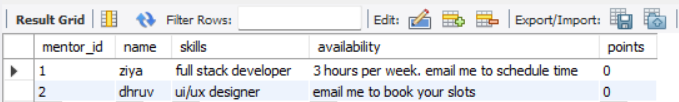 Result Grid Filter Rows: Edit: Export/Import:
mentor_id name skills availability points
1 ziya full stack developer 3 hours per week. email me to schedule time 0
2 dhruv ui/ux designer email me to book your slots 0